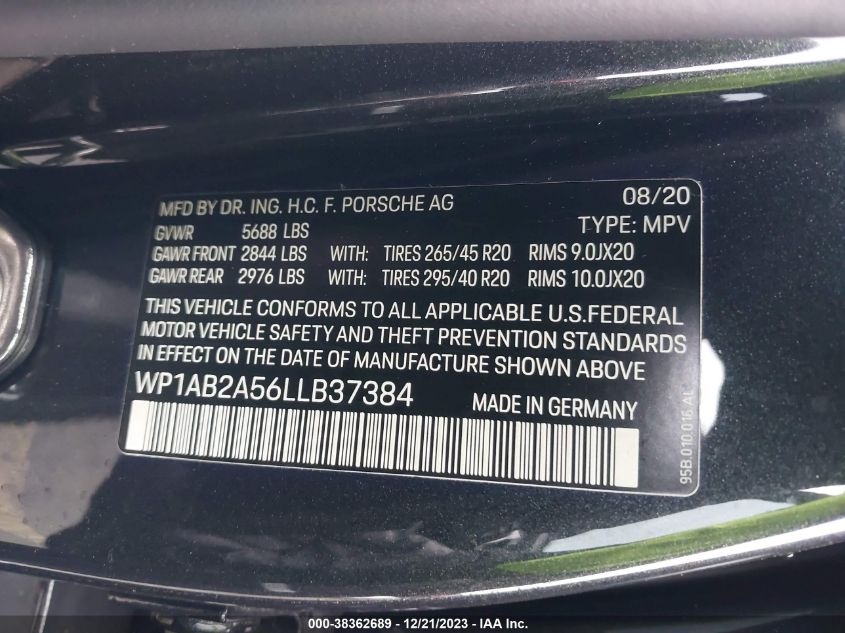 MFD BY DR. ING. H.C. F. PORSCHE AG 08/20
GVWR 5688 LBS TYPE: MPV
GAWR FRONT 2844 LBS WITH: TIRES 265/45 R20 RIMS 9.0JX20
GAWR REAR 2976 LBS WITH: TIRES 295/40 R20 RIMS 10.0JX20
THIS VEHICLE CONFORMS TO ALL APPLICABLE U.S.FEDERAL
MOTOR VEHICLE SAFETY AND THEFT PREVENTION STANDARDS
IN EFFECT ON THE DATE OF MANUFACTURE SHOWN ABOVE
WP1AB2A56LLB37384 MADE IN GERMANY
95B.010.016.AL
000-38362689 - 12/21/2023 - IAA Inc.